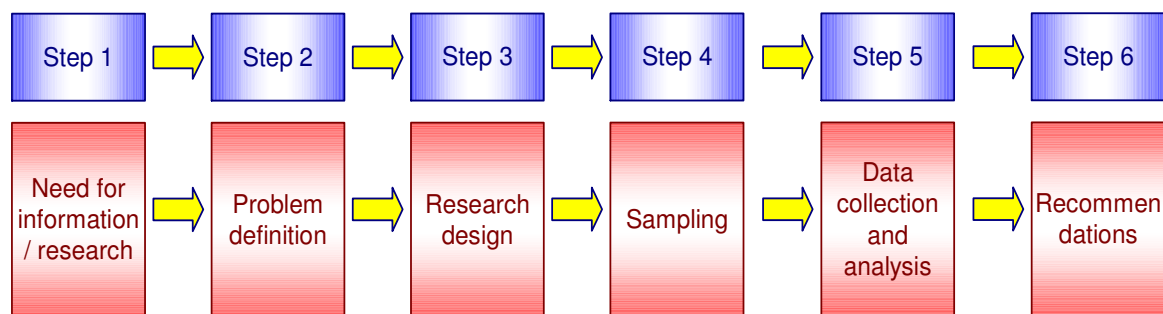 Step 1
Step 2
Step 3
Step 4
Step 5
Step 6
Need for
information
/ research
Problem
definition
Research
design
Sampling
Data
collection
and
analysis
Recommen
dations